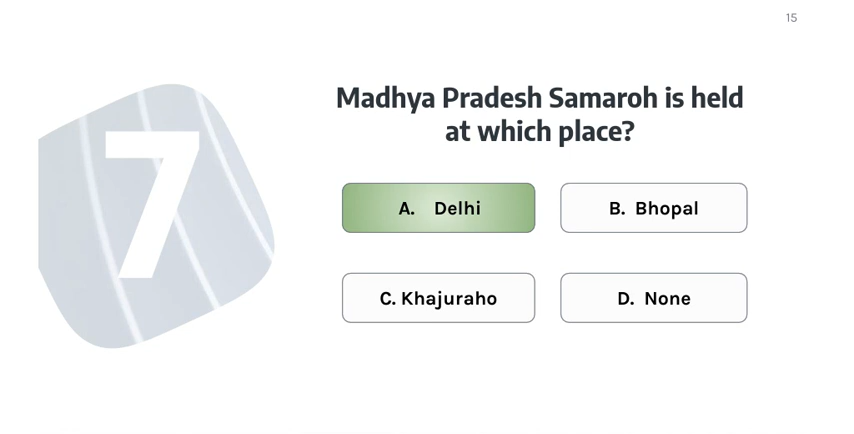 15
7
Madhya Pradesh Samaroh is held
at which place?
A. Delhi
B. Bhopal
C. Khajuraho
D. None